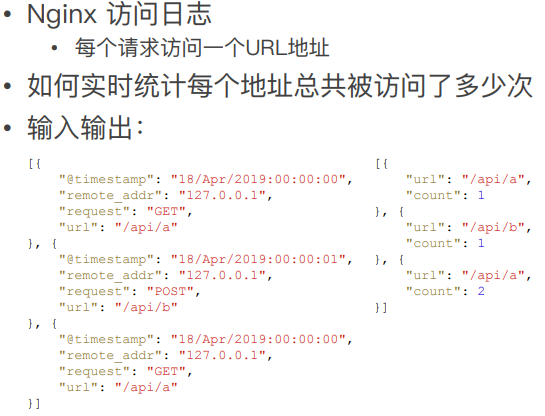 • Nginx 访问日志
• 每个请求访问一个URL地址
• 如何实时统计每个地址总共被访问了多少次
• 输入输出：
[{
"@timestamp": "18/Apr/2019:00:00:00",
"remote_addr": "127.0.0.1",
"request": "GET",
"url": "/api/a"
}, {
"@timestamp": "18/Apr/2019:00:00:01",
"remote_addr": "127.0.0.1",
"request": "POST",
"url": "/api/b"
}, {
"@timestamp": "18/Apr/2019:00:00:00",
"remote_addr": "127.0.0.1",
"request": "GET",
"url": "/api/a"
}]
[{
"url": "/api/a",
"count": 1
}, {
"url": "/api/b",
"count": 1
}, {
"url": "/api/a",
"count": 2
}]